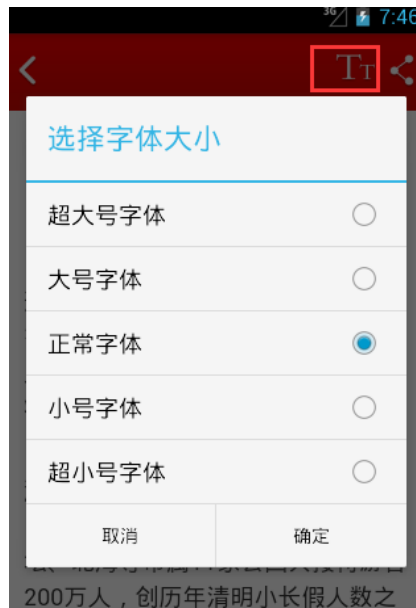 3G 7:46
TT
选择字体大小
超大号字体
大号字体
正常字体
小号字体
超小号字体
取消 确定
200万人，创历年清明小长假人数之